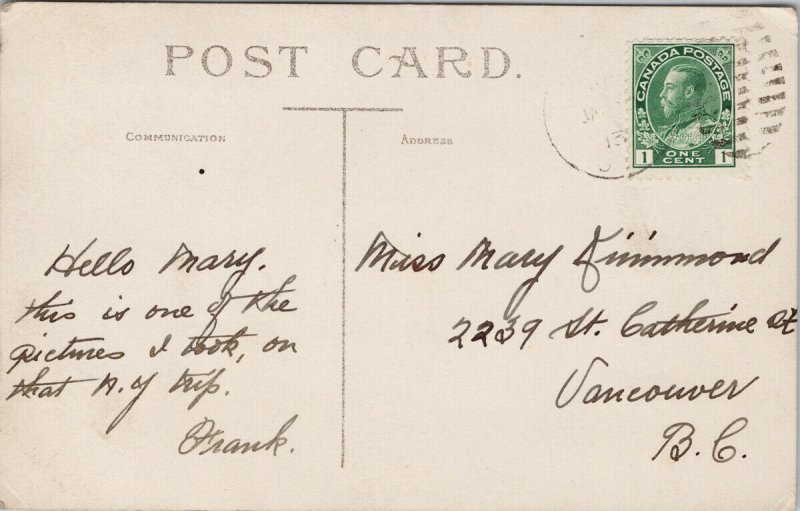 POST CARD.
CANADA POSTAGE
1 ONE CENT 1
COMMUNICATION
ADDRESS
Hello Mary.
this is one of the
pictures I took, on
that N.Y trip.
Frank.
Miss Mary
2239 St. Catherine St
Vancouver
B.C.